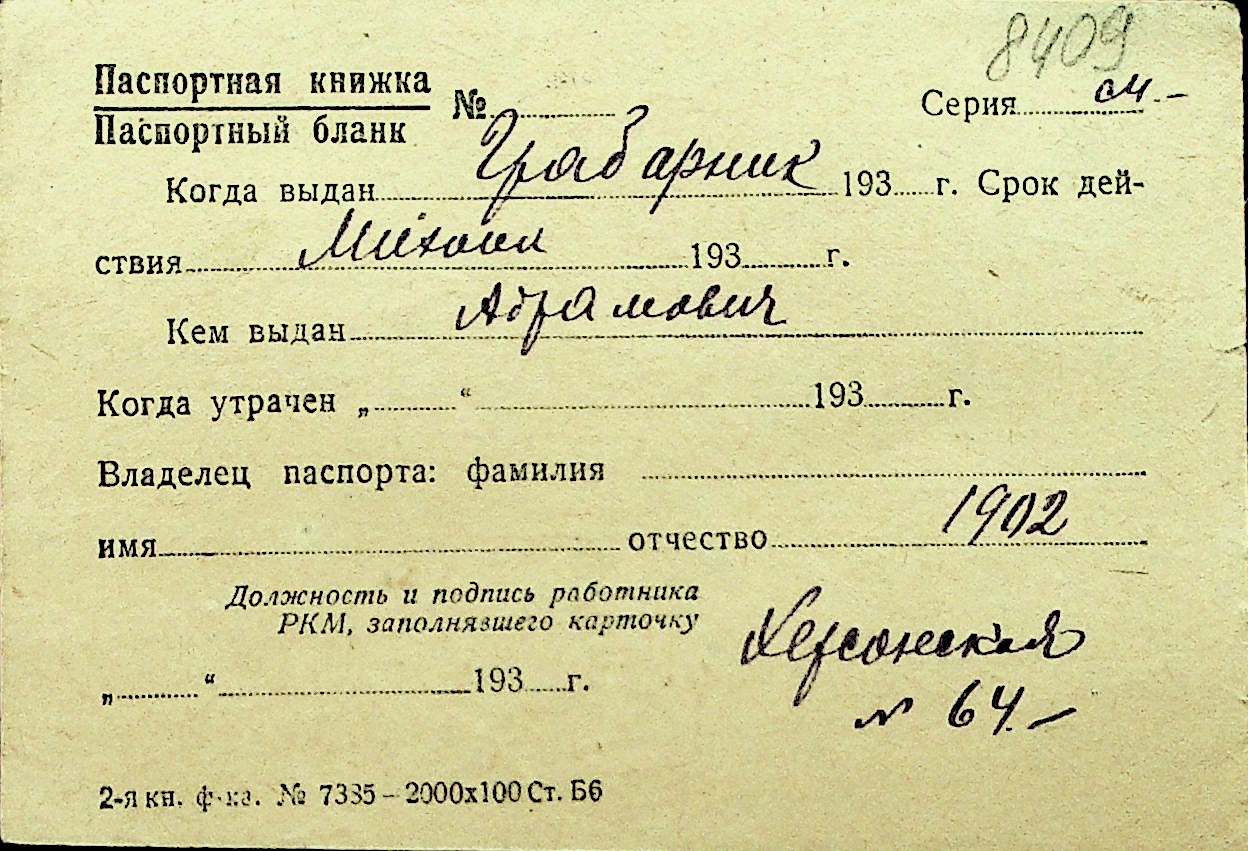 8409
Паспортная книжка
Паспортный бланк № Серия см -
Когда выдан Грабарник 193 г. Срок дей-
ствия Михаил 193 г.
Кем выдан Абрамович
Когда утрачен „ “ 193 г.
Владелец паспорта: фамилия
имя отчество 1902
Должность и подпись работника
РКМ, заполнявшего карточку
Херсонская
„ “ 193 г.
№ 64. -
2-я кн. ф-ка. № 7385 - 2000х100 Ст. Б6